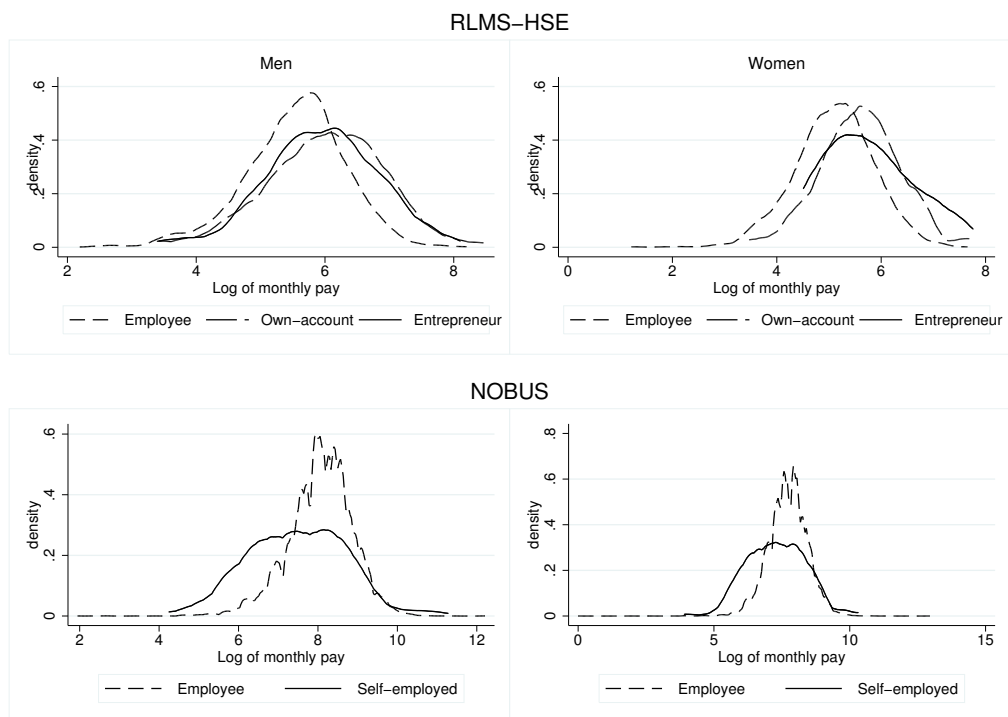 RLMS−HSE
Men
Women
density
0 .2 .4 .6
2 4 6 8
Log of monthly pay
Employee Own−account Entrepreneur
density
0 .2 .4 .6
0 2 4 6 8
Log of monthly pay
Employee Own−account Entrepreneur
NOBUS
density
0 .2 .4 .6
2 4 6 8 10 12
Log of monthly pay
Employee Self−employed
density
0 .2 .4 .6 .8
0 5 10 15
Log of monthly pay
Employee Self−employed